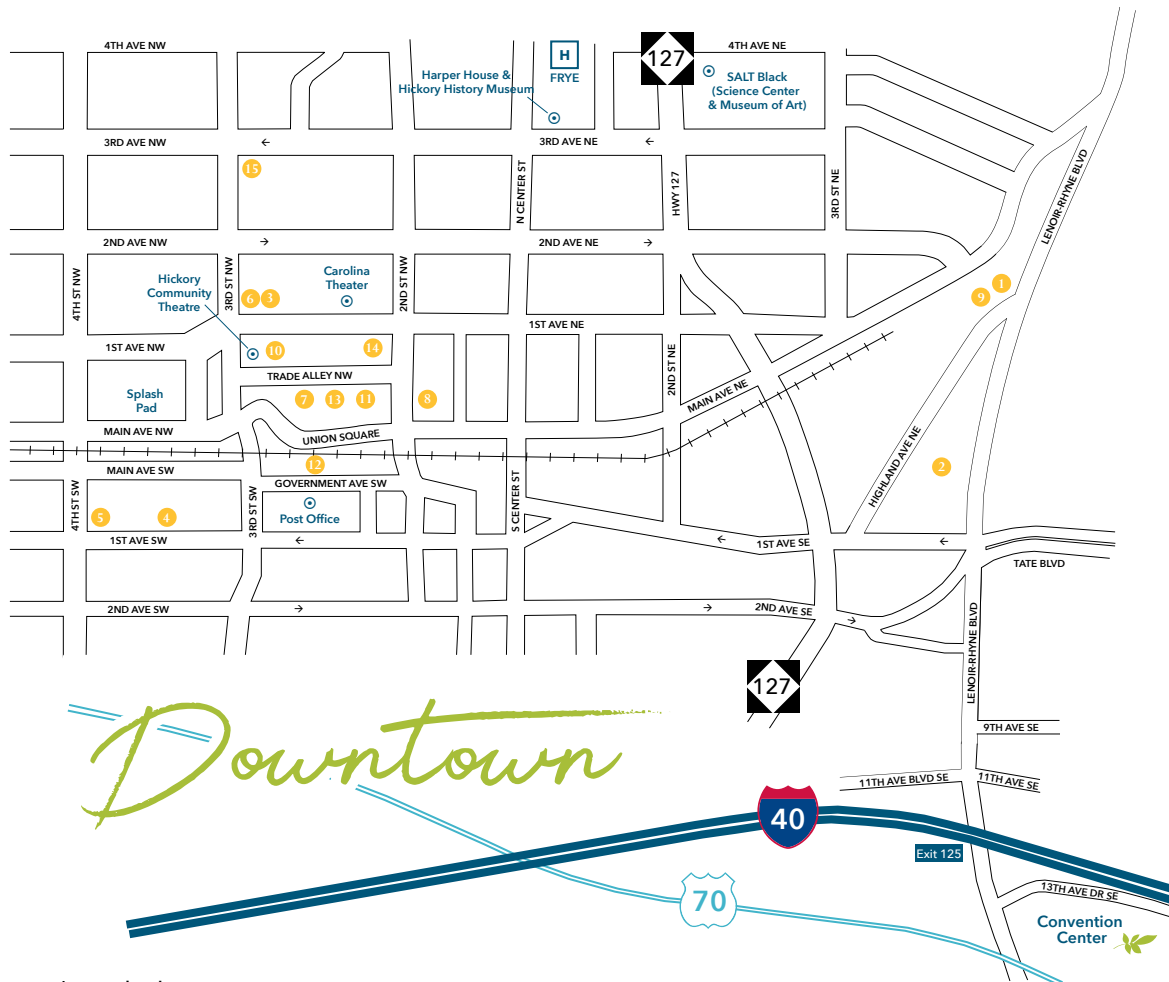 4TH AVE NW
H
FRYE
127
4TH AVE NE
Harper House &
Hickory History Museum
SALT Black
(Science Center
& Museum of Art)
3RD AVE NW
←
3RD AVE NE
←
15
N CENTER ST
HWY 127
3RD ST NE
LENOIR-RHYNE BLVD
2ND AVE NW
→
2ND AVE NE
→
4TH ST NW
Hickory
Community
Theatre
3RD ST NW
6
3
Carolina
Theater
2ND ST NW
1
9
1ST AVE NE
1ST AVE NW
10
14
TRADE ALLEY NW
2ND ST NE
Splash
Pad
7
13
11
8
MAIN AVE NE
MAIN AVE NW
UNION SQUARE
HIGHLAND AVE NE
MAIN AVE SW
12
2
GOVERNMENT AVE SW
4TH ST SW
5
4
3RD ST SW
Post Office
S CENTER ST
1ST AVE SW
←
←
1ST AVE SE
←
TATE BLVD
2ND AVE SW
→
→
2ND AVE SE
→
LENOIR-RHYNE BLVD
127
Downtown
9TH AVE SE
11TH AVE BLVD SE
11TH AVE SE
40
Exit 125
70
13TH AVE DR SE
Convention
Center